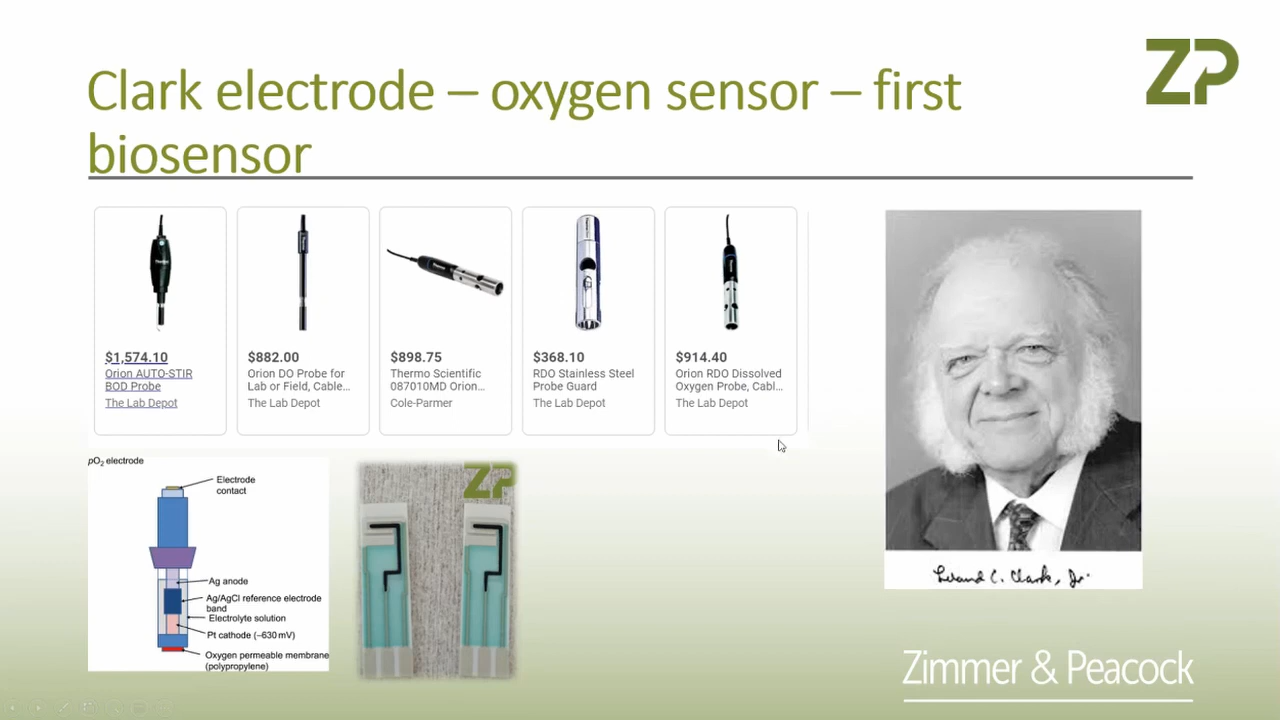 ZP
Clark electrode – oxygen sensor – first
biosensor
$1,574.10
Orion AUTO-STIR
BOD Probe
The Lab Depot
$882.00
Orion DO Probe for
Lab or Field, Cable...
The Lab Depot
$898.75
Thermo Scientific
087010MD Orion...
Cole-Parmer
$368.10
RDO Stainless Steel
Probe Guard
The Lab Depot
$914.40
Orion RDO Dissolved
Oxygen Probe, Cabl...
The Lab Depot
pO2 electrode
Electrode
contact
Ag anode
Ag/AgCl reference electrode
band
Electrolyte solution
Pt cathode (–630 mV)
Oxygen permeable membrane
(polypropylene)
ZP
Leland C. Clark, Jr.
Zimmer & Peacock